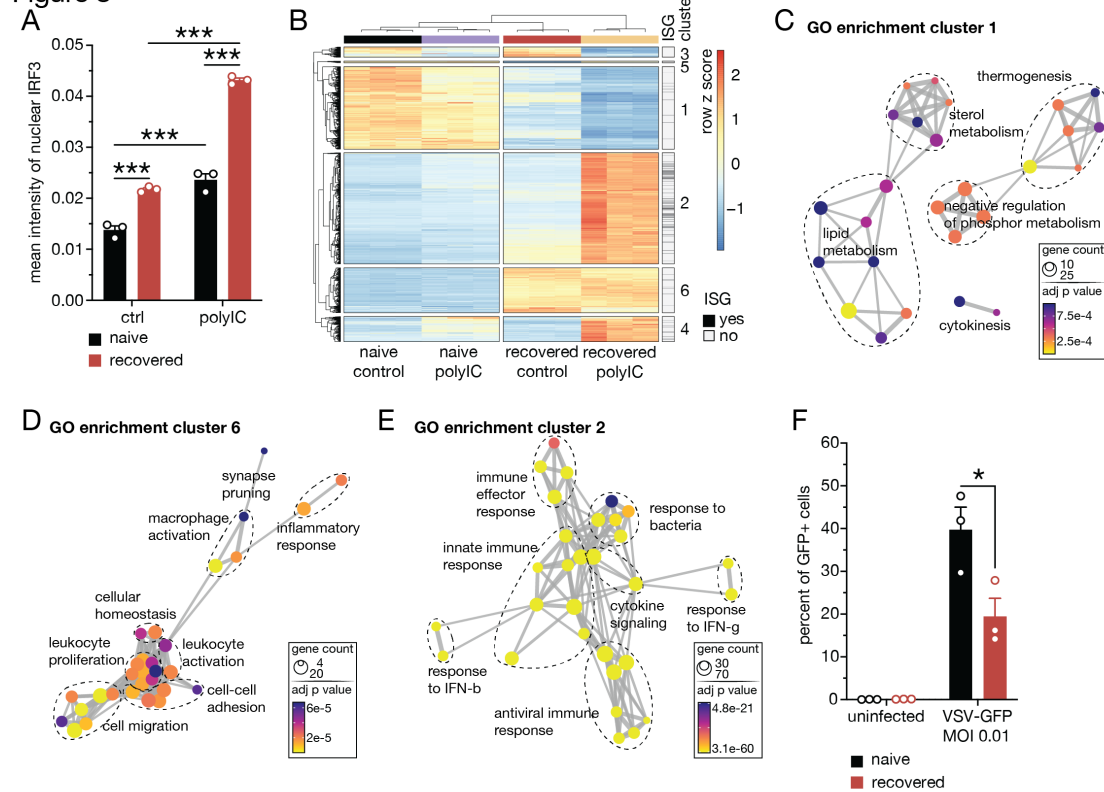 A
mean intensity of nuclear IRF3
0.05
0.04
0.03
0.02
0.01
0.00
***
***
***
***
ctrl
polyIC
naive
recovered
B
ISG
cluster
3
5
1
2
6
4
row z score
2
1
0
−1
ISG
yes
no
naive
control
naive
polyIC
recovered
control
recovered
polyIC
C
GO enrichment cluster 1
thermogenesis
sterol
metabolism
negative regulation
of phosphor metabolism
lipid
metabolism
cytokinesis
gene count
10
25
adj p value
7.5e-4
2.5e-4
D
GO enrichment cluster 6
synapse
pruning
macrophage
activation
inflammatory
response
cellular
homeostasis
leukocyte
proliferation
leukocyte
activation
cell-cell
adhesion
cell migration
gene count
4
20
adj p value
6e-5
2e-5
E
GO enrichment cluster 2
immune
effector
response
response to
bacteria
innate immune
response
cytokine
signaling
response
to IFN-g
response
to IFN-b
antiviral immune
response
gene count
30
70
adj p value
4.8e-21
3.1e-60
F
percent of GFP+ cells
60
50
40
30
20
10
0
*
uninfected
VSV-GFP
MOI 0.01
naive
recovered